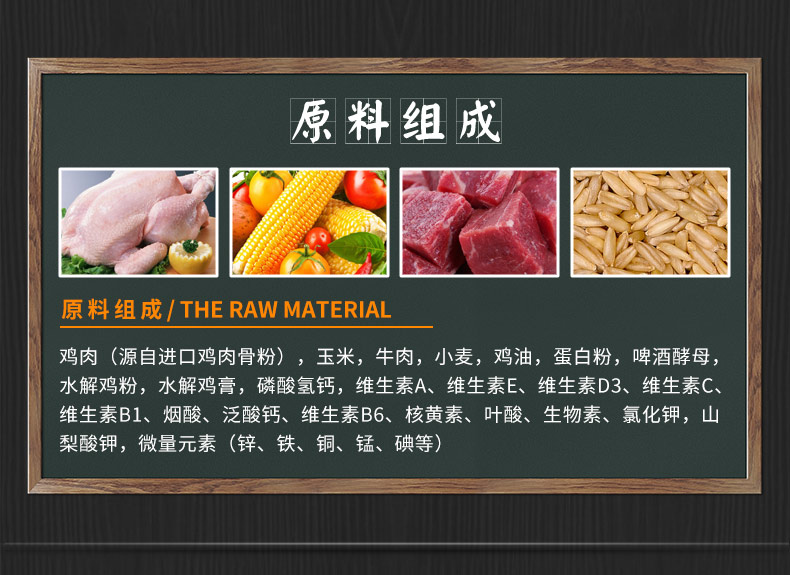 原料组成
原料组成/THE RAW MATERIAL
鸡肉（源自进口鸡肉骨粉），玉米，牛肉，小麦，鸡油，蛋白粉，啤酒酵母，
水解鸡粉，水解鸡膏，磷酸氢钙，维生素A、维生素E、维生素D3、维生素C、
维生素B1、烟酸、泛酸钙、维生素B6、核黄素、叶酸、生物素、氯化钾，山
梨酸钾，微量元素（锌、铁、铜、锰、碘等）